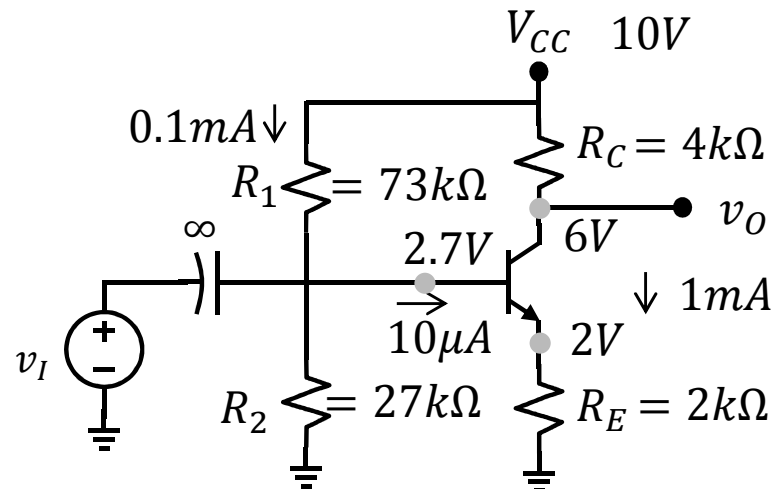 V_CC 10V
0.1mA↓
R_1 = 73kΩ
R_C = 4kΩ
∞
2.7V
6V
v_O
↓ 1mA
→
10μA
2V
+
−
v_I
R_2 = 27kΩ
R_E = 2kΩ